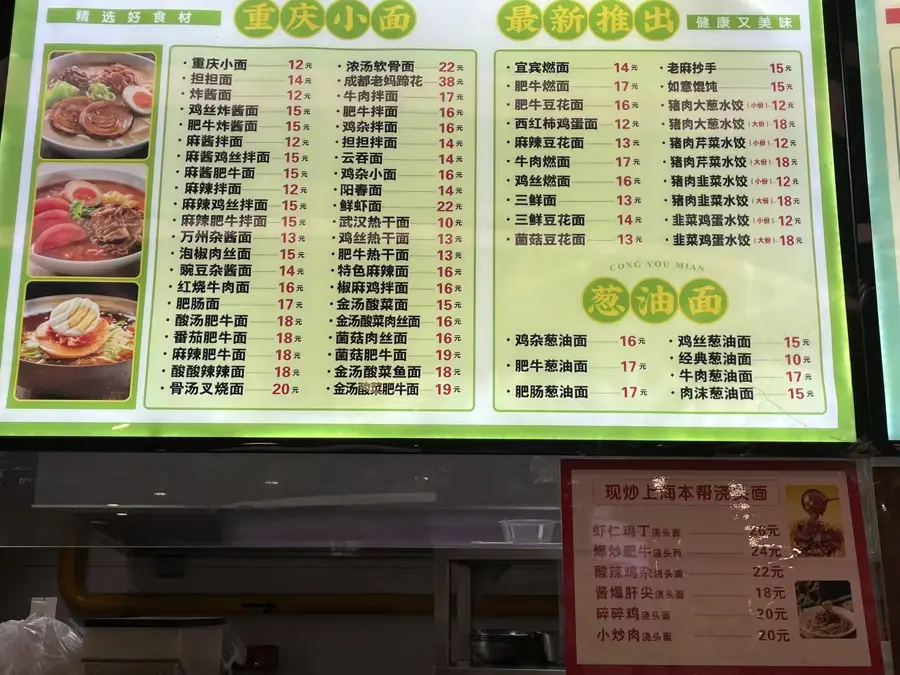 精选好食材
重庆小面
重庆小面 12元
担担面 14元
炸酱面 12元
鸡丝炸酱面 15元
肥牛炸酱面 15元
麻酱拌面 12元
麻酱鸡丝拌面 15元
麻酱肥牛面 15元
麻辣拌面 12元
麻辣鸡丝拌面 15元
麻辣肥牛拌面 15元
万州杂酱面 13元
泡椒肉丝面 15元
豌豆杂酱面 14元
红烧牛肉面 16元
肥肠面 17元
酸汤肥牛面 18元
番茄肥牛面 18元
麻辣肥牛面 18元
酸酸辣辣面 18元
骨汤叉烧面 20元
浓汤软骨面 22元
成都老妈蹄花 38元
牛肉拌面 17元
肥牛拌面 16元
鸡杂拌面 16元
担担拌面 14元
云吞面 14元
鸡杂小面 16元
阳春面 14元
鲜虾面 22元
武汉热干面 10元
鸡丝热干面 13元
肥牛热干面 13元
特色麻辣面 16元
椒麻鸡拌面 16元
金汤酸菜面 15元
金汤酸菜肉丝面 16元
菌菇肉丝面 16元
菌菇肥牛面 19元
金汤酸菜鱼面 18元
金汤酸菜肥牛面 19元
最新推出
健康又美味
宜宾燃面 14元
肥牛燃面 17元
肥牛豆花面 16元
西红柿鸡蛋面 12元
麻辣豆花面 13元
牛肉燃面 17元
鸡丝燃面 16元
三鲜面 13元
三鲜豆花面 14元
菌菇豆花面 13元
老麻抄手 15元
如意馄饨 15元
猪肉大葱水饺(小份) 12元
猪肉大葱水饺(大份) 18元
猪肉芹菜水饺(小份) 12元
猪肉芹菜水饺(大份) 18元
猪肉韭菜水饺(小份) 12元
猪肉韭菜水饺(大份) 18元
韭菜鸡蛋水饺(小份) 12元
韭菜鸡蛋水饺(大份) 18元
CONG YOU MIAN
葱油面
鸡杂葱油面 16元
肥牛葱油面 17元
肥肠葱油面 17元
鸡丝葱油面 15元
经典葱油面 10元
牛肉葱油面 17元
肉沫葱油面 15元
现炒上海本帮浇头面
虾仁鸡丁浇头面 26元
爆炒肥牛浇头面 24元
酸辣鸡杂浇头面 22元
酱爆肝尖浇头面 18元
碎碎鸡浇头面 20元
小炒肉浇头面 20元